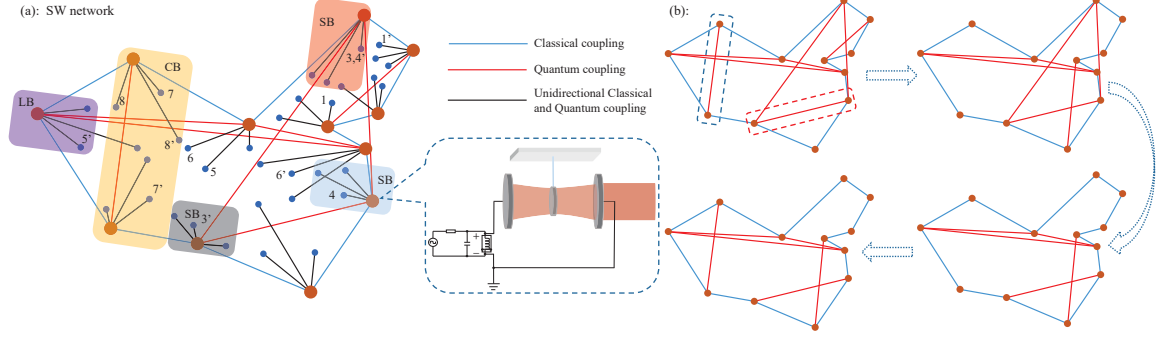 (a): SW network
(b):
SB
1'
3,4'
CB
LB
8
7
1
5'
8'
6
5
6'
7'
SB
3'
4
SB
Classical coupling
Quantum coupling
Unidirectional Classical
and Quantum coupling
+
−